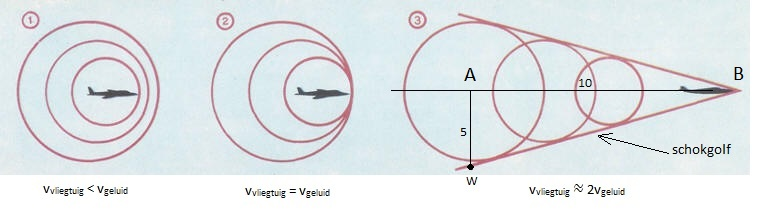 1
2
3
A
B
10
5
W
schokgolf
vvliegtuig < vgeluid
vvliegtuig = vgeluid
vvliegtuig ≈ 2vgeluid